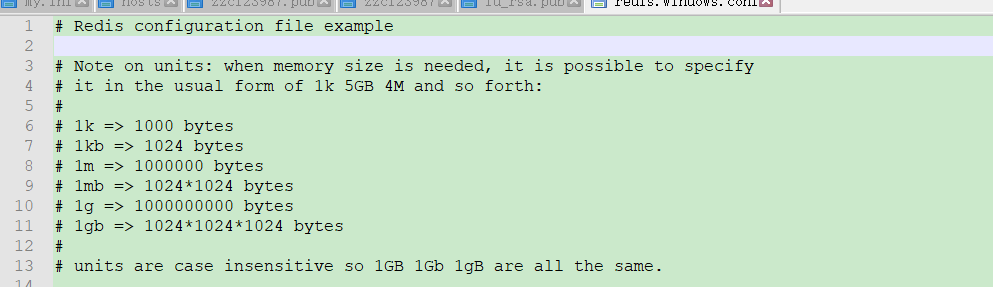 my.ini hosts zzcf23987.pub zzcf23987 id_rsa.pub redis.windows.conf
1 # Redis configuration file example
2
3 # Note on units: when memory size is needed, it is possible to specify
4 # it in the usual form of 1k 5GB 4M and so forth:
5 #
6 # 1k => 1000 bytes
7 # 1kb => 1024 bytes
8 # 1m => 1000000 bytes
9 # 1mb => 1024*1024 bytes
10 # 1g => 1000000000 bytes
11 # 1gb => 1024*1024*1024 bytes
12 #
13 # units are case insensitive so 1GB 1Gb 1gB are all the same.
14